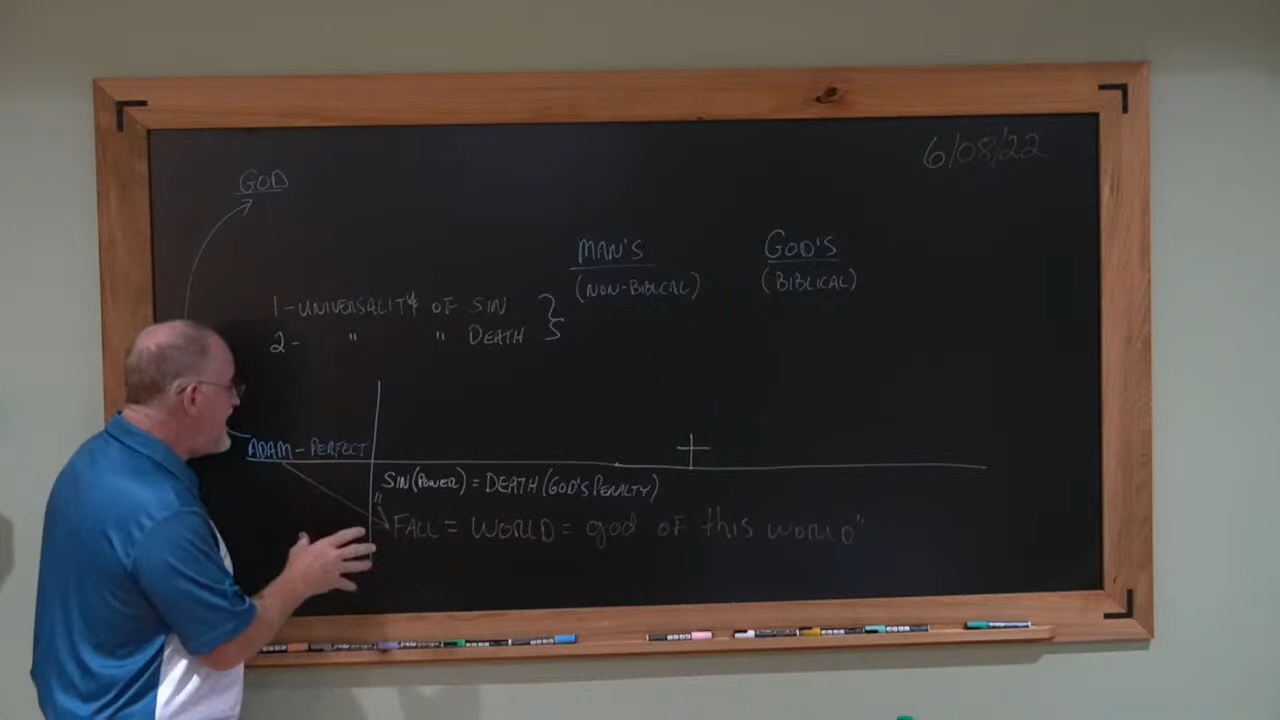 6/08/22
GOD
MAN'S
GOD'S
(NON-BIBLICAL)
(BIBLICAL)
1-UNIVERSALITY OF SIN
2- " " DEATH
ADAM-PERFECT
SIN(POWER) = DEATH(GOD'S PENALTY)
" FALL = WORLD = god of this WORLD"